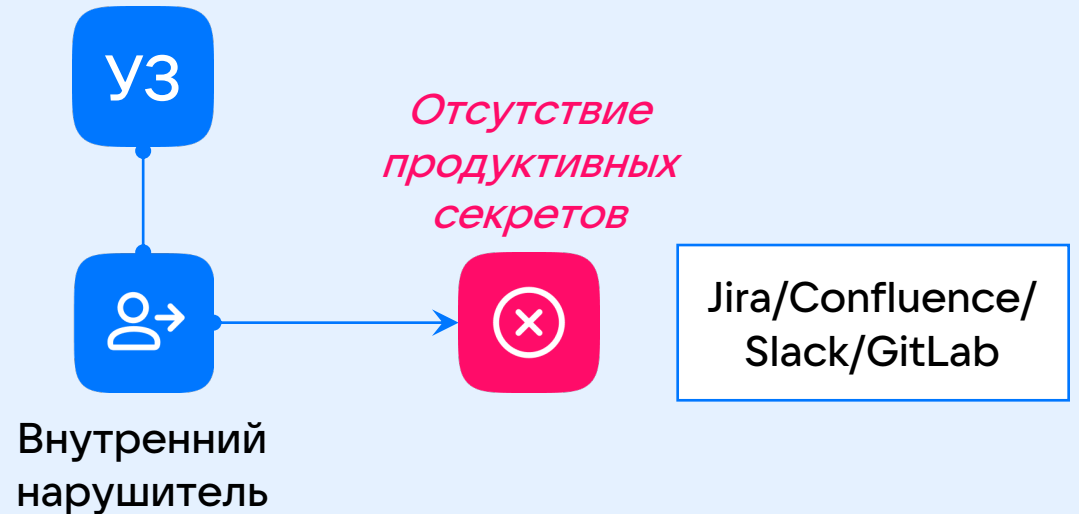 УЗ
Отсутствие
продуктивных
секретов
Jira/Confluence/
Slack/GitLab
Внутренний
нарушитель